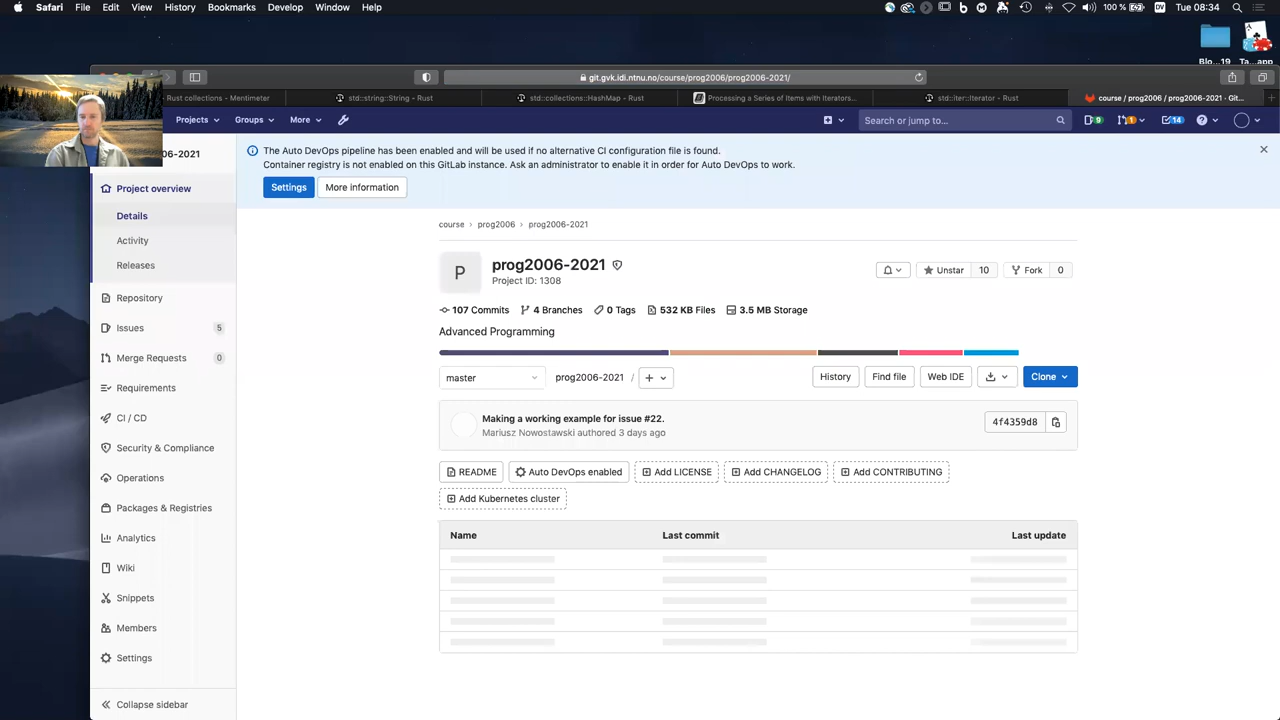 Safari File Edit View History Bookmarks Develop Window Help 100 % DV Tue 08:34
Blo...19 Ta...
git.gvk.idi.ntnu.no/course/prog2006/prog2006-2021/
Rust collections - Mentimeter std::string::String - Rust std::collections::HashMap - Rust Processing a Series of Items with Iterators... std::iter::Iterator - Rust course / prog2006 / prog2006-2021 · Git...
Projects Groups More Search or jump to... 9 1 14
06-2021
The Auto DevOps pipeline has been enabled and will be used if no alternative CI configuration file is found.
Container registry is not enabled on this GitLab instance. Ask an administrator to enable it in order for Auto DevOps to work.
Settings More information
Project overview
Details
Activity
Releases
Repository
Issues 5
Merge Requests 0
Requirements
CI / CD
Security & Compliance
Operations
Packages & Registries
Analytics
Wiki
Snippets
Members
Settings
Collapse sidebar
course > prog2006 > prog2006-2021
P prog2006-2021
Project ID: 1308
Unstar 10 Fork 0
107 Commits 4 Branches 0 Tags 532 KB Files 3.5 MB Storage
Advanced Programming
master prog2006-2021 / + History Find file Web IDE Clone
Making a working example for issue #22.
Mariusz Nowostawski authored 3 days ago
4f4359d8
README Auto DevOps enabled Add LICENSE Add CHANGELOG Add CONTRIBUTING
Add Kubernetes cluster
Name Last commit Last update